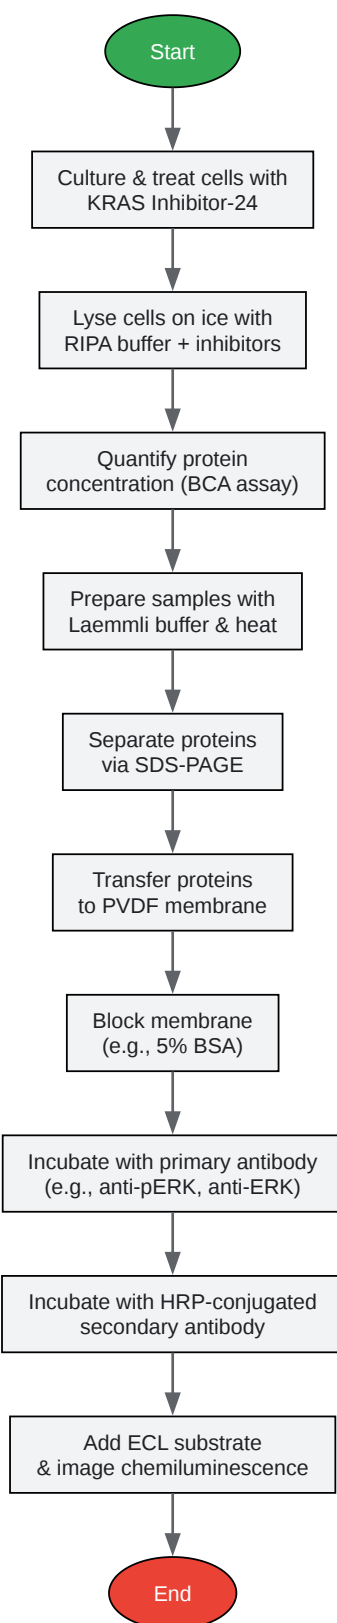 Start
Culture & treat cells with
KRAS Inhibitor-24
Lyse cells on ice with
RIPA buffer + inhibitors
Quantify protein
concentration (BCA assay)
Prepare samples with
Laemmli buffer & heat
Separate proteins
via SDS-PAGE
Transfer proteins
to PVDF membrane
Block membrane
(e.g., 5% BSA)
Incubate with primary antibody
(e.g., anti-pERK, anti-ERK)
Incubate with HRP-conjugated
secondary antibody
Add ECL substrate
& image chemiluminescence
End